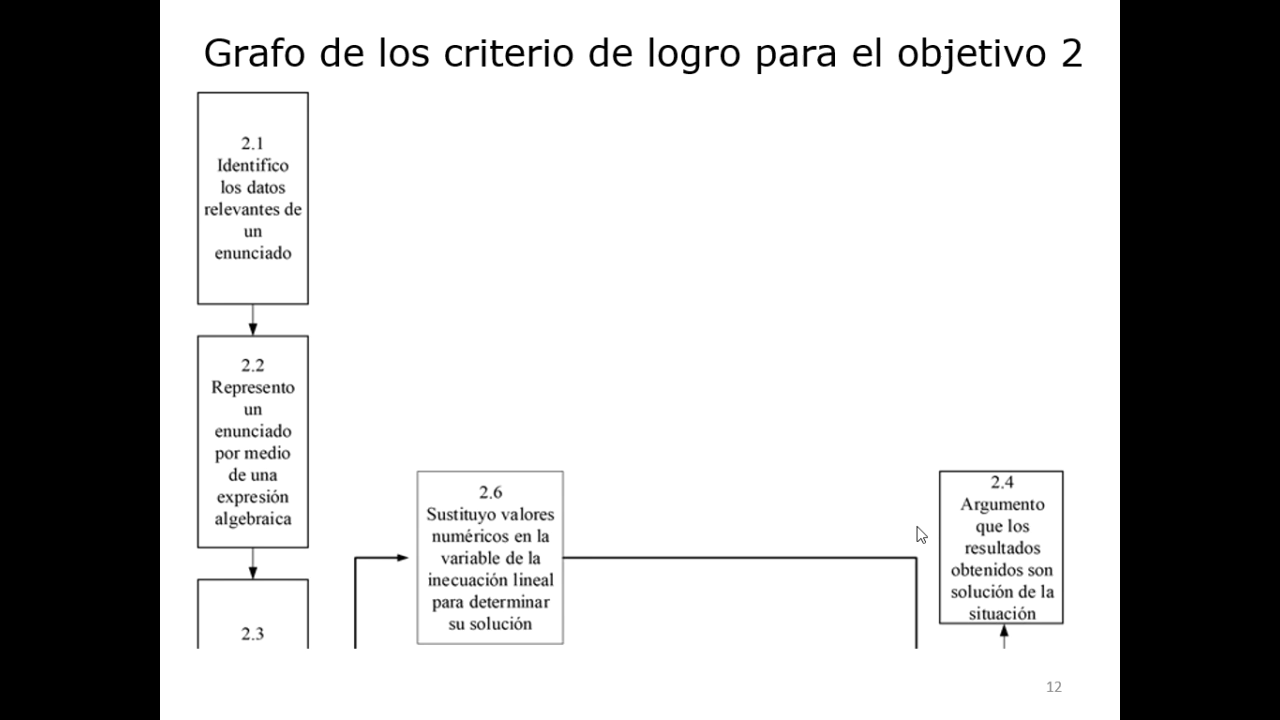 Grafo de los criterio de logro para el objetivo 2
2.1
Identifico
los datos
relevantes de
un
enunciado
2.2
Represento
un
enunciado
por medio
de una
expresión
algebraica
2.3
2.6
Sustituyo valores
numéricos en la
variable de la
inecuación lineal
para determinar
su solución
2.4
Argumento
que los
resultados
obtenidos son
solución de la
situación
12